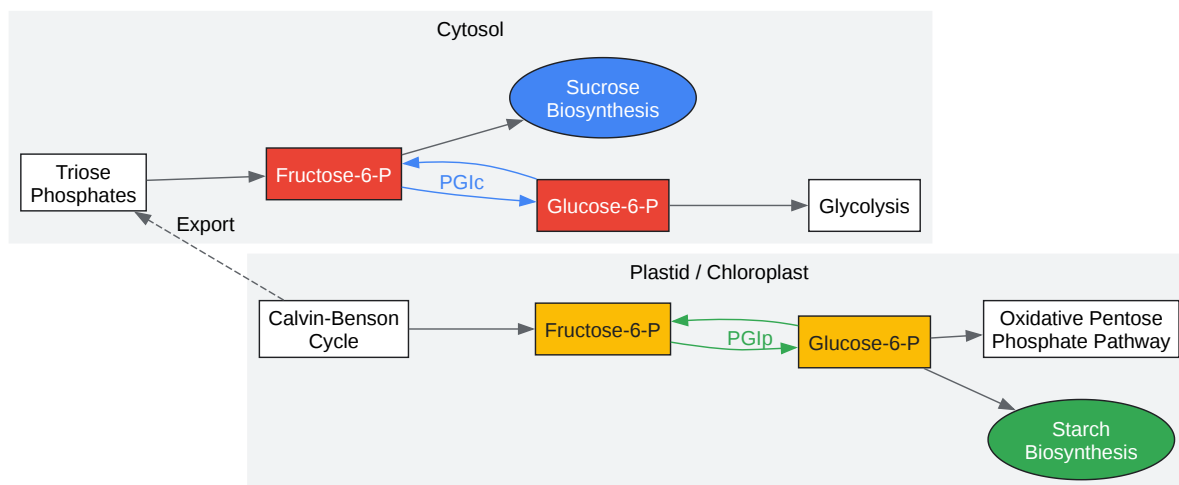 Cytosol
Sucrose
Biosynthesis
Triose
Phosphates
Fructose-6-P
PGIc
Glucose-6-P
Glycolysis
Export
Plastid / Chloroplast
Calvin-Benson
Cycle
Fructose-6-P
PGIp
Glucose-6-P
Oxidative Pentose
Phosphate Pathway
Starch
Biosynthesis